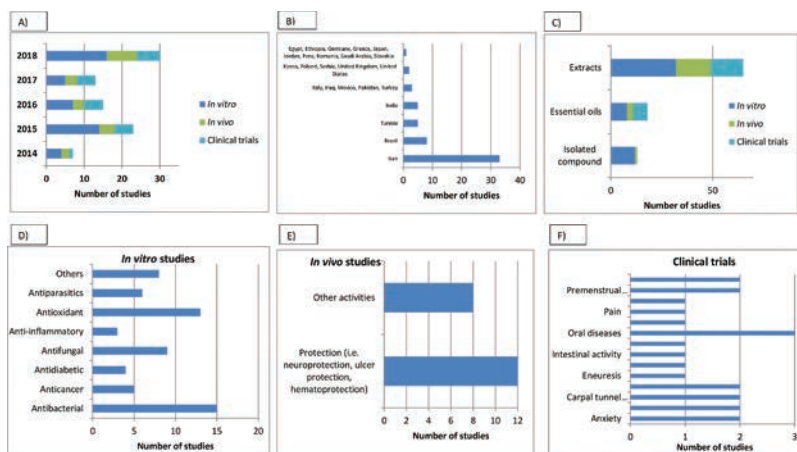 A)
2018
2017
2016
2015
2014
0 10 20 30 40
Number of studies
In vitro
In vivo
Clinical trials
B)
Egypt, Ethiopia, Germany, Greece, Japan,
Jordan, Peru, Romania, Saudi Arabia, Slovakia
Korea, Poland, Serbia, United Kingdom, United
States
Italy, Iraq, Mexico, Pakistan, Turkey
India
Tunisia
Brazil
Iran
0 10 20 30 40
Number of studies
C)
Extracts
Essential oils
Isolated
compound
0 50
Number of studies
In vitro
In vivo
Clinical trials
D)
In vitro studies
Others
Antiparasitics
Antioxidant
Anti-inflammatory
Antifungal
Antidiabetic
Anticancer
Antibacterial
0 5 10 15 20
Number of studies
E)
In vivo studies
Other activities
Protection (i.e.
neuroprotection, ulcer
protection,
hematoprotection)
0 2 4 6 8 10 12
Number of studies
F)
Clinical trials
Premenstrual ...
Pain
Oral diseases
Intestinal activity
Eneuresis
Carpal tunnel ...
Anxiety
0 1 2 3
Number of studies